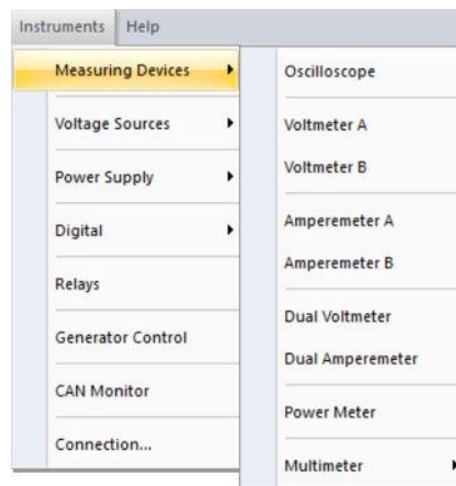 Instruments Help
Measuring Devices
Voltage Sources
Power Supply
Digital
Relays
Generator Control
CAN Monitor
Connection...
Oscilloscope
Voltmeter A
Voltmeter B
Amperemeter A
Amperemeter B
Dual Voltmeter
Dual Amperemeter
Power Meter
Multimeter